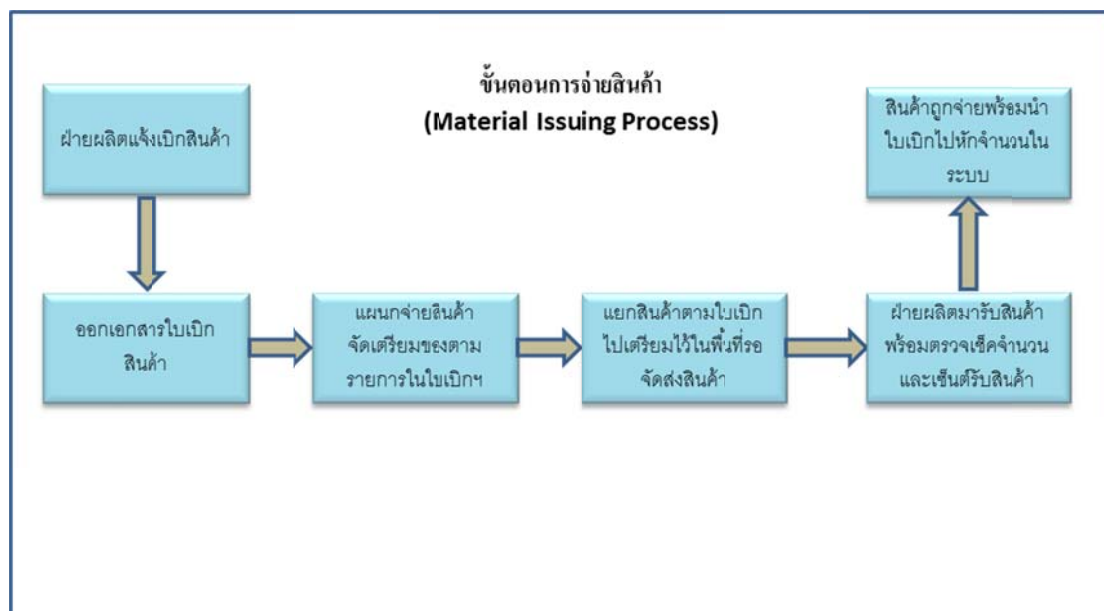 ขั้นตอนการจ่ายสินค้า
(Material Issuing Process)
ฝ่ายผลิตแจ้งเบิกสินค้า
ออกเอกสารใบเบิก
สินค้า
แผนกจ่ายสินค้า
จัดเตรียมของตาม
รายการในใบเบิกฯ
แยกสินค้าตามใบเบิก
ไปเตรียมไว้ในพื้นที่รอ
จัดส่งสินค้า
ฝ่ายผลิตมารับสินค้า
พร้อมตรวจเช็คจำนวน
และเซ็นต์รับสินค้า
สินค้าถูกจ่ายพร้อมนำ
ใบเบิกไปหักจำนวนใน
ระบบ